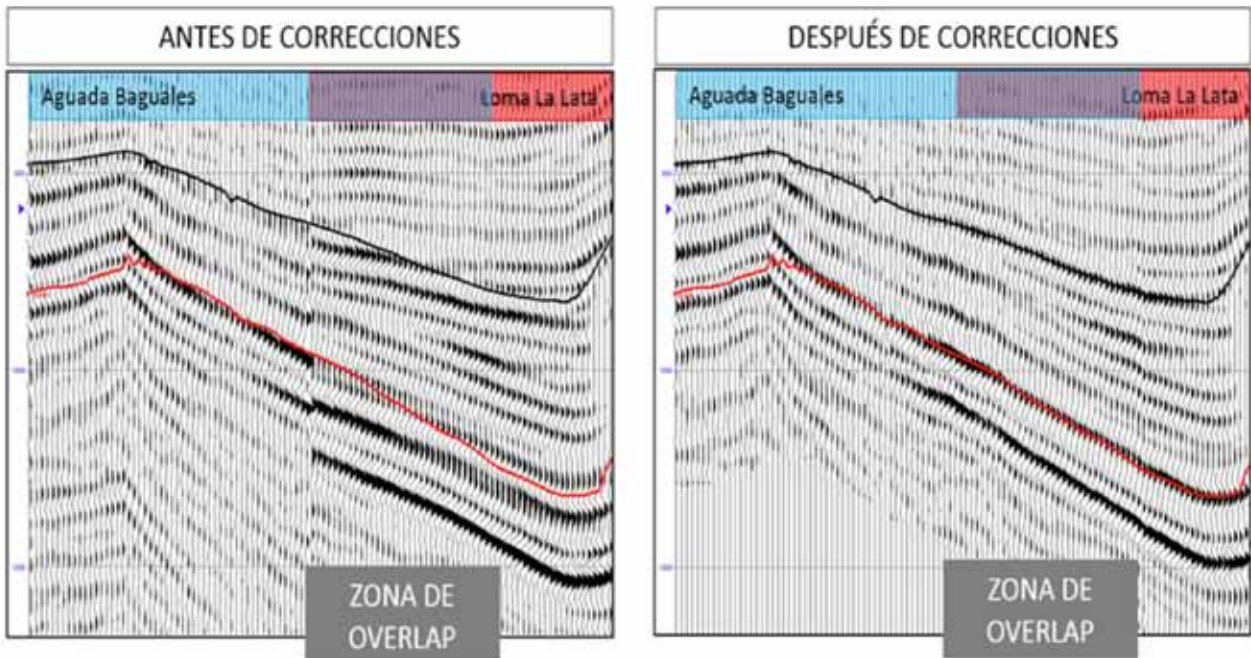 ANTES DE CORRECCIONES
Aguada Baguales
Loma La Lata
ZONA DE
OVERLAP
DESPUÉS DE CORRECCIONES
Aguada Baguales
Loma La Lata
ZONA DE
OVERLAP